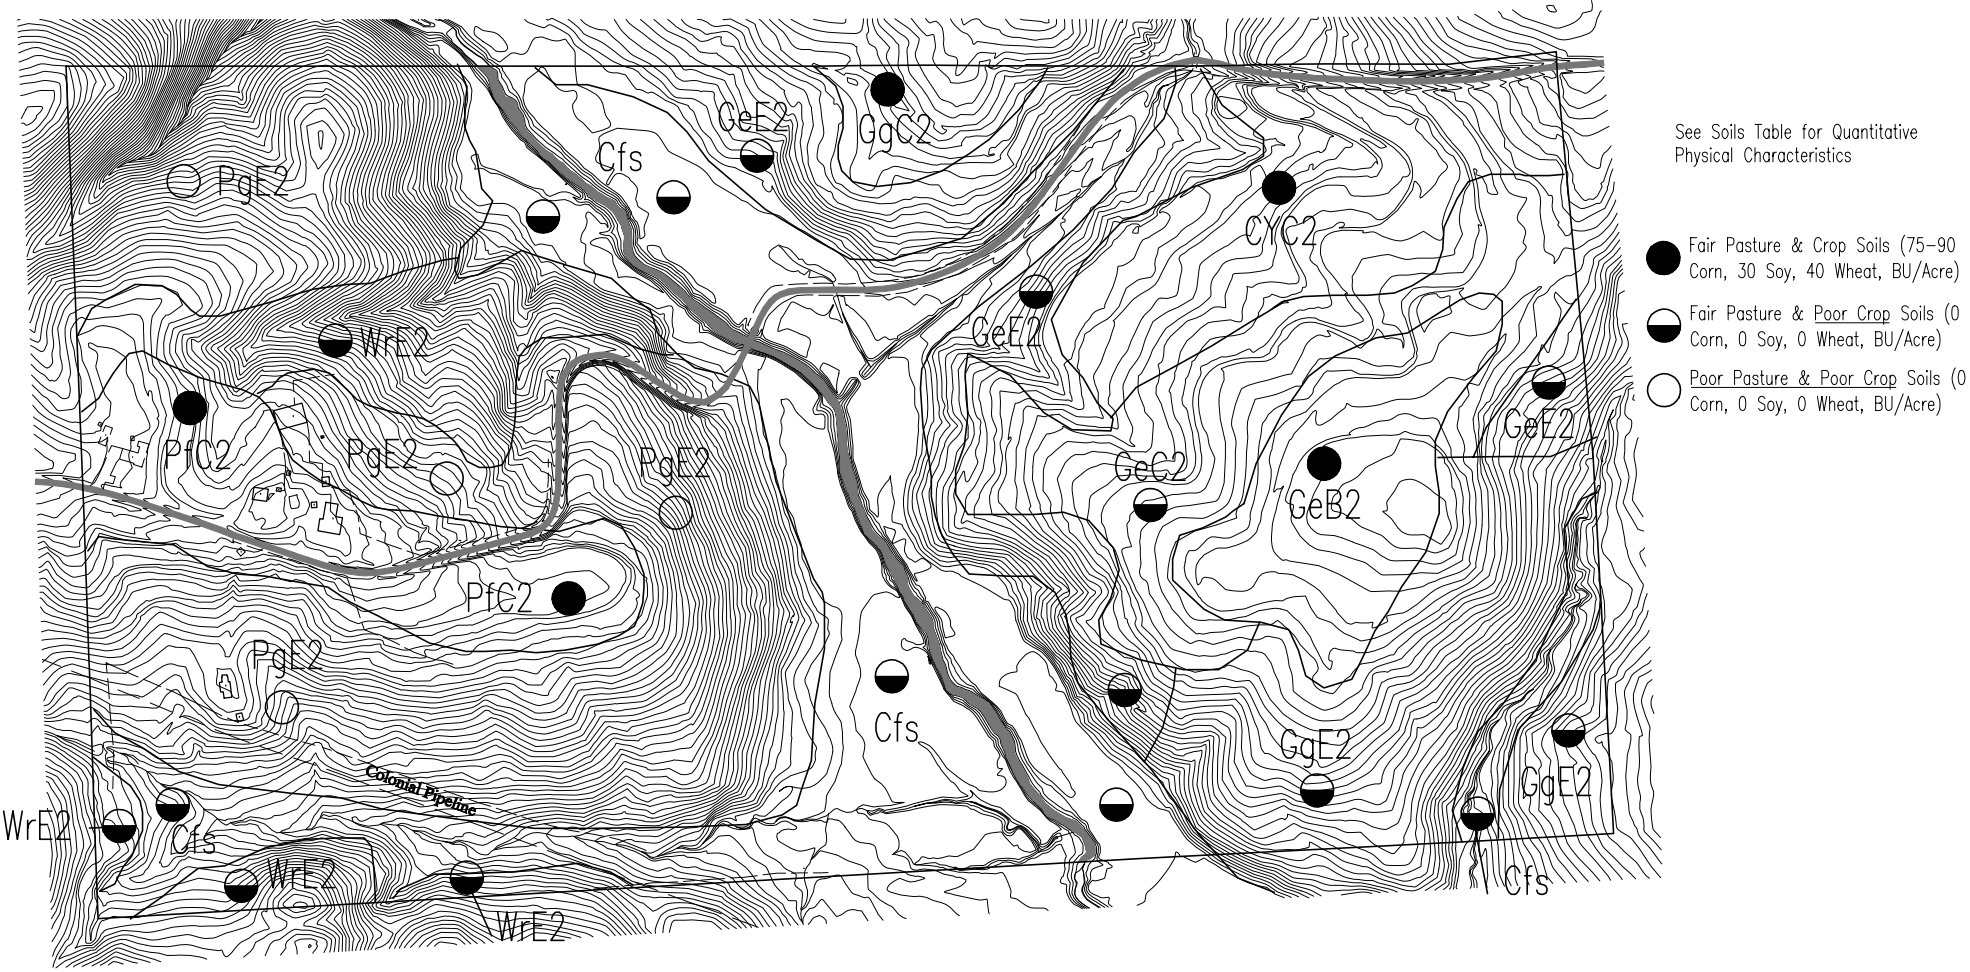 GeE2
GgC2
Cfs
PgE2
CYC2
GeE2
WrE2
PfC2
PgE2
PgE2
GeC2
GeB2
GeE2
PfC2
PgE2
Cfs
GgE2
GgE2
Colonial Pipeline
WrE2
Cfs
WrE2
WrE2
Cfs
See Soils Table for Quantitative
Physical Characteristics
Fair Pasture & Crop Soils (75-90
Corn, 30 Soy, 40 Wheat, BU/Acre)
Fair Pasture & Poor Crop Soils (0
Corn, 0 Soy, 0 Wheat, BU/Acre)
Poor Pasture & Poor Crop Soils (0
Corn, 0 Soy, 0 Wheat, BU/Acre)